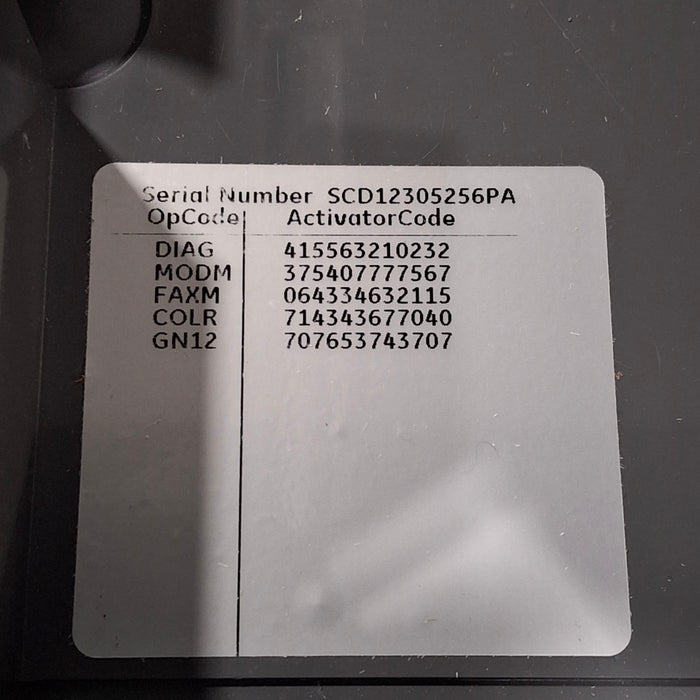 Serial Number SCD12305256PA
OpCode ActivatorCode
DIAG 415563210232
MODM 375407777567
FAXM 064334632115
COLR 714343677040
GN12 707653743707